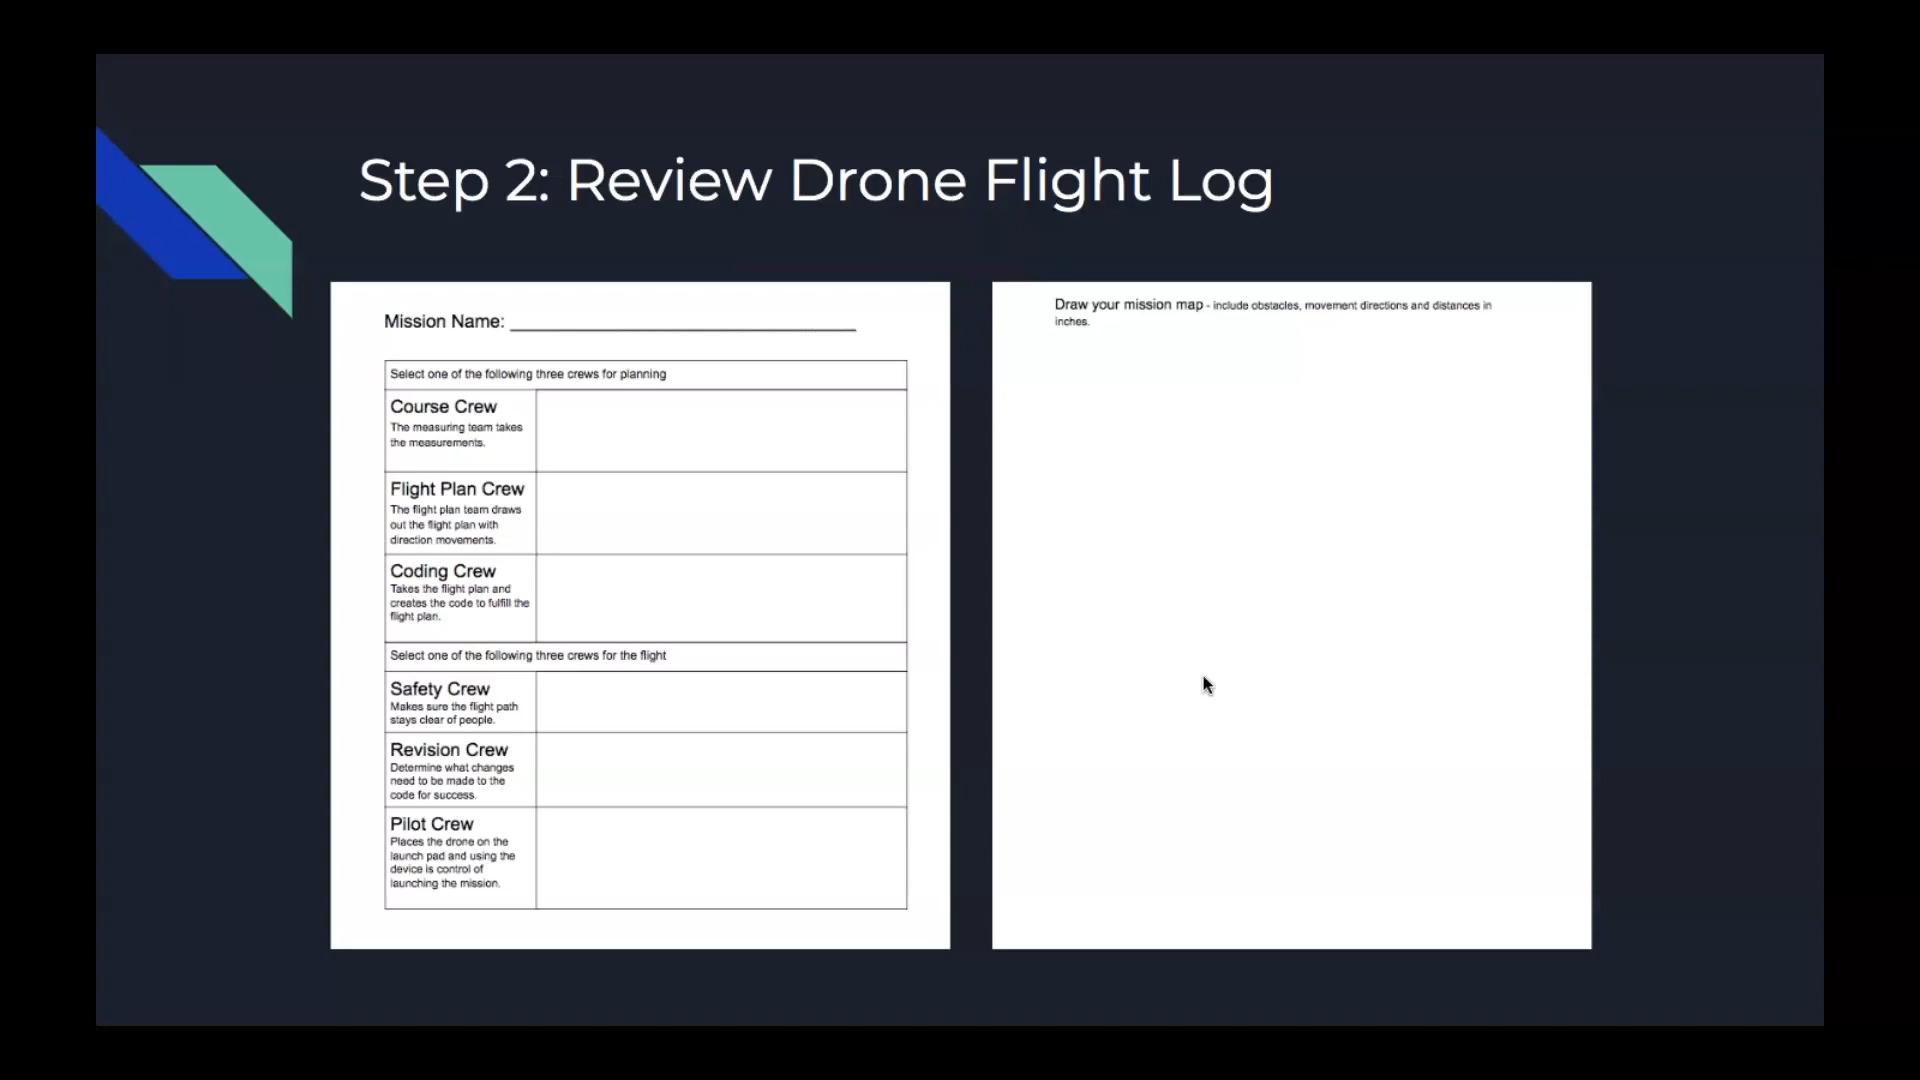 Step 2: Review Drone Flight Log
Mission Name: ___________________________________
Select one of the following three crews for planning
Course Crew
The measuring team takes
the measurements.
Flight Plan Crew
The flight plan team draws
out the flight plan with
direction movements.
Coding Crew
Takes the flight plan and
creates the code to fulfill the
flight plan.
Select one of the following three crews for the flight
Safety Crew
Makes sure the flight path
stays clear of people.
Revision Crew
Determine what changes
need to be made to the
code for success.
Pilot Crew
Places the drone on the
launch pad and using the
device is control of
launching the mission.
Draw your mission map - include obstacles, movement directions and distances in
inches.